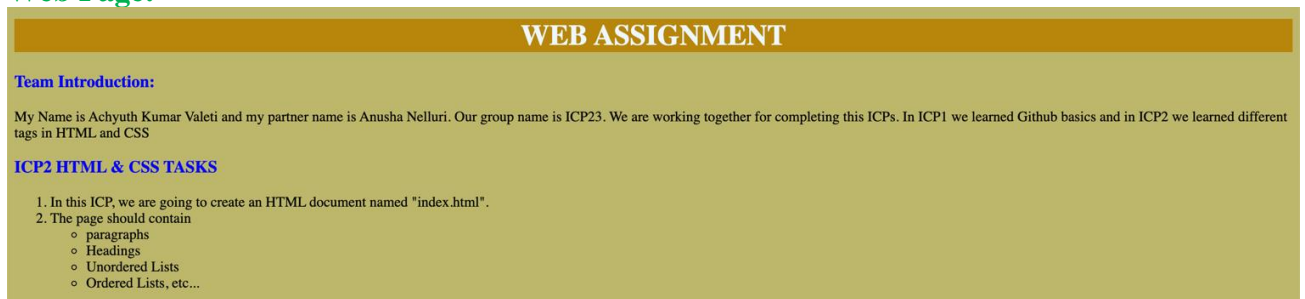 Web Page:
WEB ASSIGNMENT
Team Introduction:
My Name is Achyuth Kumar Valeti and my partner name is Anusha Nelluri. Our group name is ICP23. We are working together for completing this ICPs. In ICP1 we learned Github basics and in ICP2 we learned different
tags in HTML and CSS
ICP2 HTML & CSS TASKS
1. In this ICP, we are going to create an HTML document named "index.html".
2. The page should contain
paragraphs
Headings
Unordered Lists
Ordered Lists, etc...